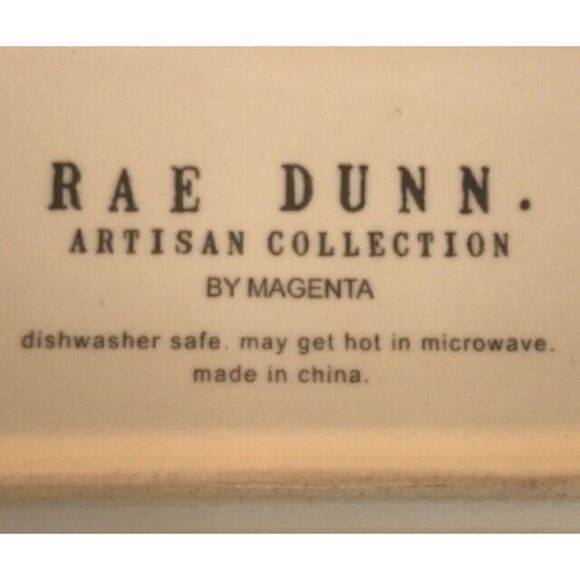 RAE DUNN.
ARTISAN COLLECTION
BY MAGENTA
dishwasher safe. may get hot in microwave.
made in china.